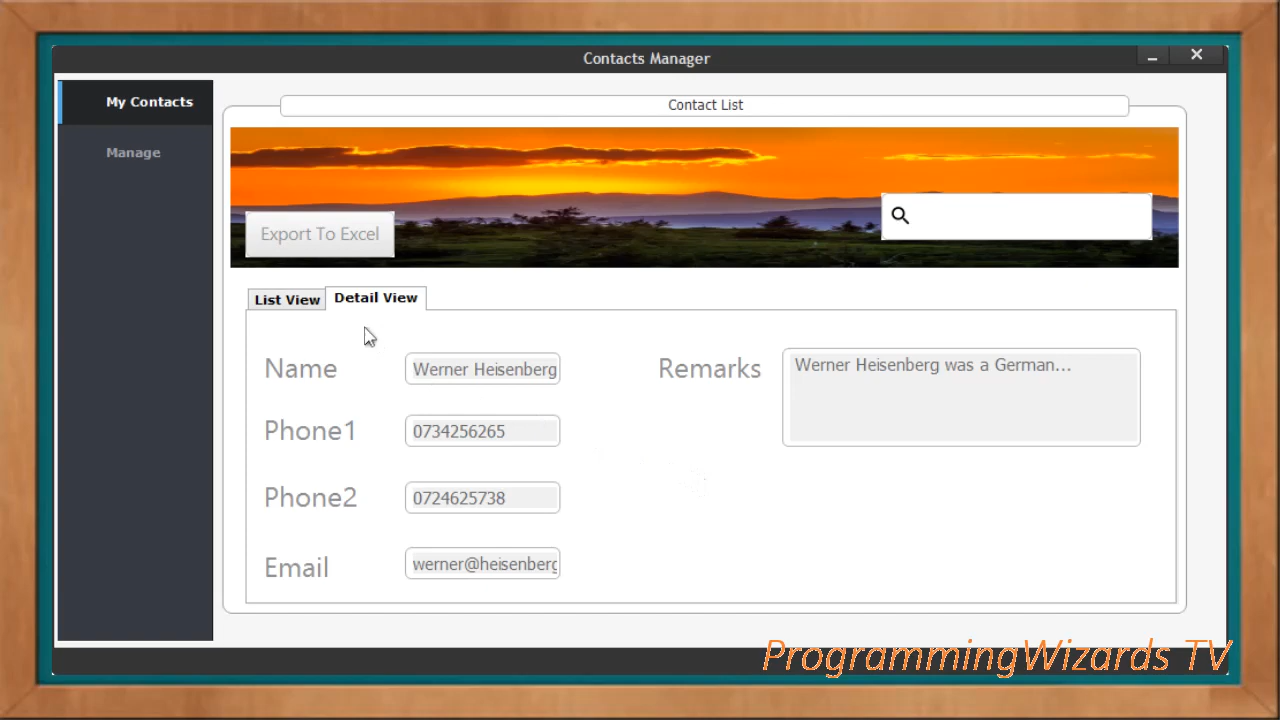 Contacts Manager
My Contacts
Manage
Contact List
Export To Excel
List View
Detail View
Name
Werner Heisenberg
Remarks
Werner Heisenberg was a German...
Phone1
0734256265
Phone2
0724625738
Email
werner@heisenberg
ProgrammingWizards TV